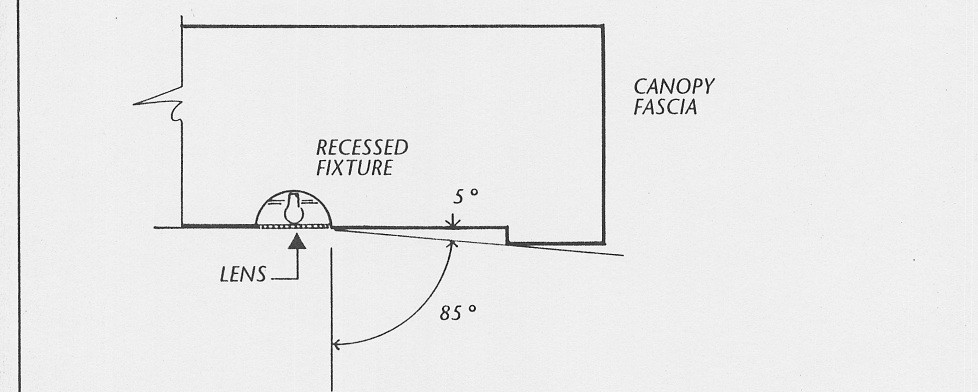 CANOPY
FASCIA
RECESSED
FIXTURE
5°
LENS
85°